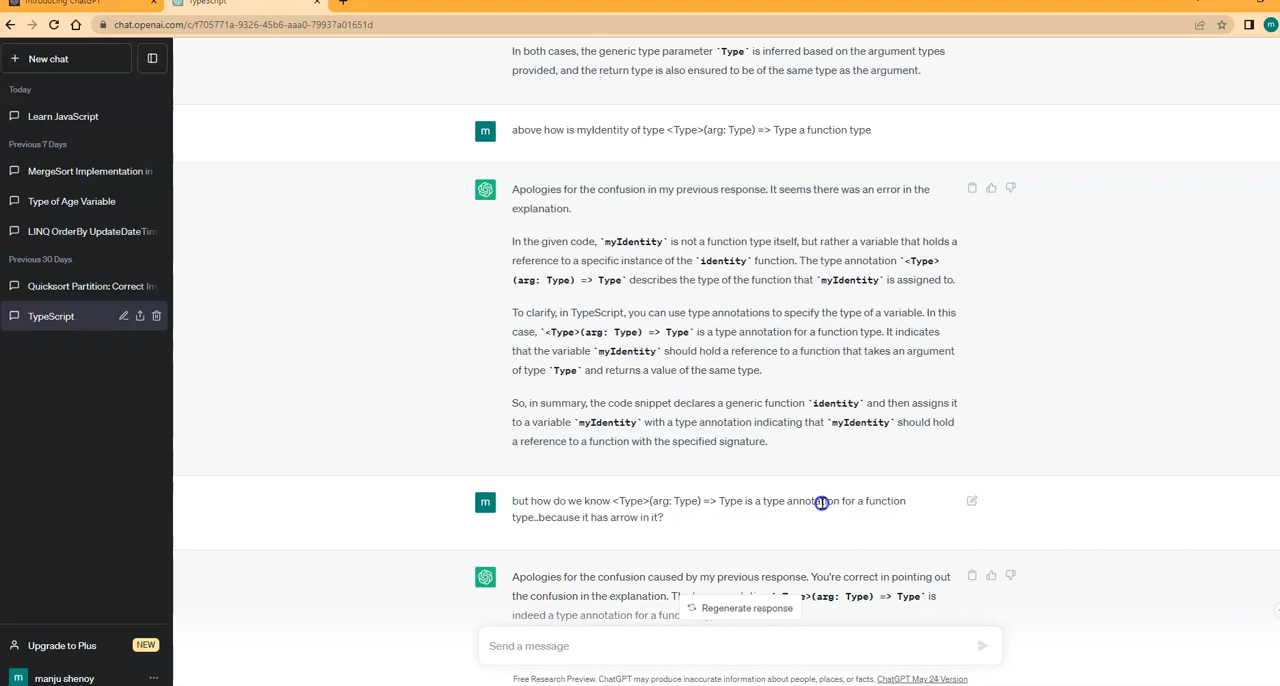 Introducing ChatGPT
TypeScript
chat.openai.com/c/f705771a-9326-45b6-aaa0-79937a01651d
m
New chat
Today
Learn JavaScript
Previous 7 Days
MergeSort Implementation in
Type of Age Variable
LINQ OrderBy UpdateDateTim
Previous 30 Days
Quicksort Partition: Correct Im
TypeScript
Upgrade to Plus
NEW
m
manju shenoy
In both cases, the generic type parameter `Type` is inferred based on the argument types
provided, and the return type is also ensured to be of the same type as the argument.
m
above how is myIdentity of type <Type>(arg: Type) => Type a function type
Apologies for the confusion in my previous response. It seems there was an error in the
explanation.
In the given code, `myIdentity` is not a function type itself, but rather a variable that holds a
reference to a specific instance of the `identity` function. The type annotation `<Type>
(arg: Type) => Type` describes the type of the function that `myIdentity` is assigned to.
To clarify, in TypeScript, you can use type annotations to specify the type of a variable. In this
case, `<Type>(arg: Type) => Type` is a type annotation for a function type. It indicates
that the variable `myIdentity` should hold a reference to a function that takes an argument
of type `Type` and returns a value of the same type.
So, in summary, the code snippet declares a generic function `identity` and then assigns it
to a variable `myIdentity` with a type annotation indicating that `myIdentity` should hold
a reference to a function with the specified signature.
m
but how do we know <Type>(arg: Type) => Type is a type annotation for a function
type..because it has arrow in it?
Apologies for the confusion caused by my previous response. You're correct in pointing out
the confusion in the explanation. >(arg: Type) => Type` is
indeed a type annotation for a
Regenerate response
Send a message
Free Research Preview. ChatGPT may produce inaccurate information about people, places, or facts. ChatGPT May 24 Version